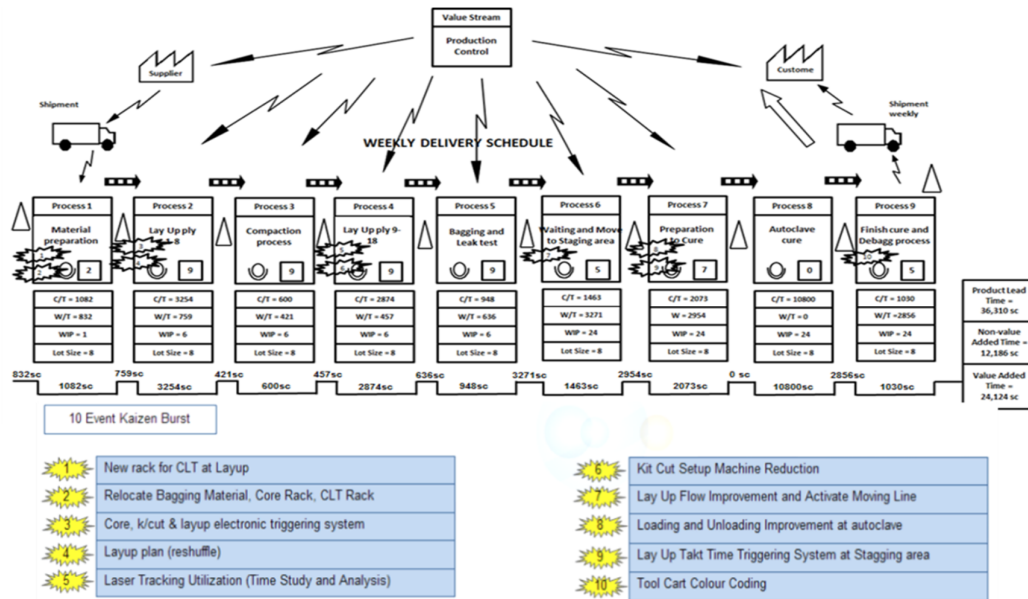 Value Stream
Production
Control
Supplier
Custome
Shipment
Shipment
weekly
WEEKLY DELIVERY SCHEDULE
Process 1
Material
preparation
1
2
2
C/T = 1082
W/T = 832
WIP = 1
Lot Size = 8
Process 2
Lay Up ply
1-8
3
4
9
C/T = 3254
W/T = 759
WIP = 6
Lot Size = 8
Process 3
Compaction
process
9
C/T = 600
W/T = 421
WIP = 6
Lot Size = 8
Process 4
Lay Up ply 9-
18
5
6
9
C/T = 2874
W/T = 457
WIP = 6
Lot Size = 8
Process 5
Bagging and
Leak test
9
C/T = 948
W/T = 636
WIP = 6
Lot Size = 8
Process 6
Waiting and Move
to Staging area
7
5
C/T = 1463
W/T = 3271
WIP = 24
Lot Size = 8
Process 7
Preparation
to Cure
8
9
7
C/T = 2073
W = 2954
WIP = 24
Lot Size = 8
Process 8
Autoclave
cure
0
C/T = 10800
W/T = 0
WIP = 24
Lot Size = 8
Process 9
Finish cure and
Debagg process
10
5
C/T = 1030
W/T =2856
WIP = 24
Lot Size = 8
Product Lead
Time =
36,310 sc
Non-value
Added Time =
12,186 sc
Value Added
Time =
24,124 sc
832sc 759sc 421sc 457sc 636sc 3271sc 2954sc 0 sc 2856sc
1082sc 3254sc 600sc 2874sc 948sc 1463sc 2073sc 10800sc 1030sc
10 Event Kaizen Burst
1 New rack for CLT at Layup
2 Relocate Bagging Material, Core Rack, CLT Rack
3 Core, k/cut & layup electronic triggering system
4 Layup plan (reshuffle)
5 Laser Tracking Utilization (Time Study and Analysis)
6 Kit Cut Setup Machine Reduction
7 Lay Up Flow Improvement and Activate Moving Line
8 Loading and Unloading Improvement at autoclave
9 Lay Up Takt Time Triggering System at Stagging area
10 Tool Cart Colour Coding